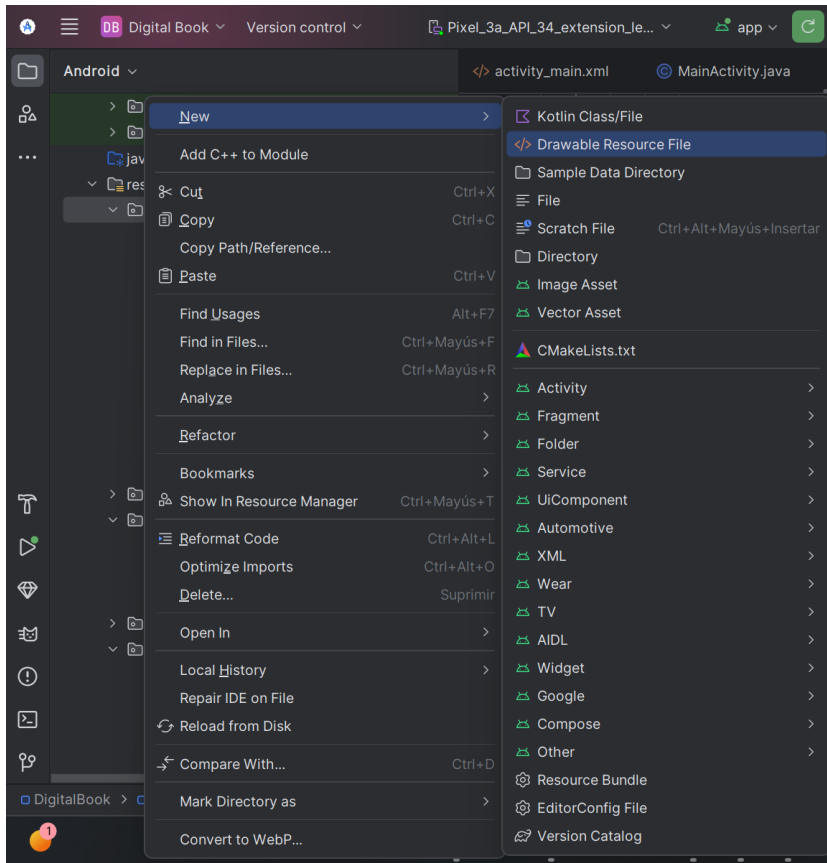 DB Digital Book Version control Pixel_3a_API_34_extension_le... app
Android
activity_main.xml MainActivity.java
jav
res
New
Add C++ to Module
Cut Ctrl+X
Copy Ctrl+C
Copy Path/Reference...
Paste Ctrl+V
Find Usages Alt+F7
Find in Files... Ctrl+Mayús+F
Replace in Files... Ctrl+Mayús+R
Analyze
Refactor
Bookmarks
Show In Resource Manager Ctrl+Mayús+T
Reformat Code Ctrl+Alt+L
Optimize Imports Ctrl+Alt+O
Delete... Suprimir
Open In
Local History
Repair IDE on File
Reload from Disk
Compare With... Ctrl+D
Mark Directory as
Convert to WebP...
Kotlin Class/File
Drawable Resource File
Sample Data Directory
File
Scratch File Ctrl+Alt+Mayús+Insertar
Directory
Image Asset
Vector Asset
CMakeLists.txt
Activity
Fragment
Folder
Service
UiComponent
Automotive
XML
Wear
TV
AIDL
Widget
Google
Compose
Other
Resource Bundle
EditorConfig File
Version Catalog
DigitalBook >
1